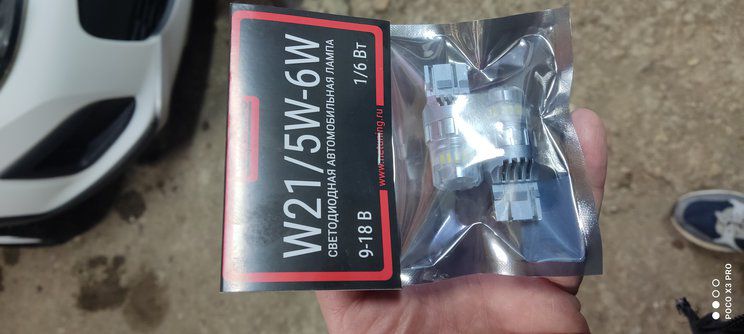 W21/5W-6W
СВЕТОДИОДНАЯ АВТОМОБИЛЬНАЯ ЛАМПА
9-18 В
1/6 Вт
POCO X3 PRO